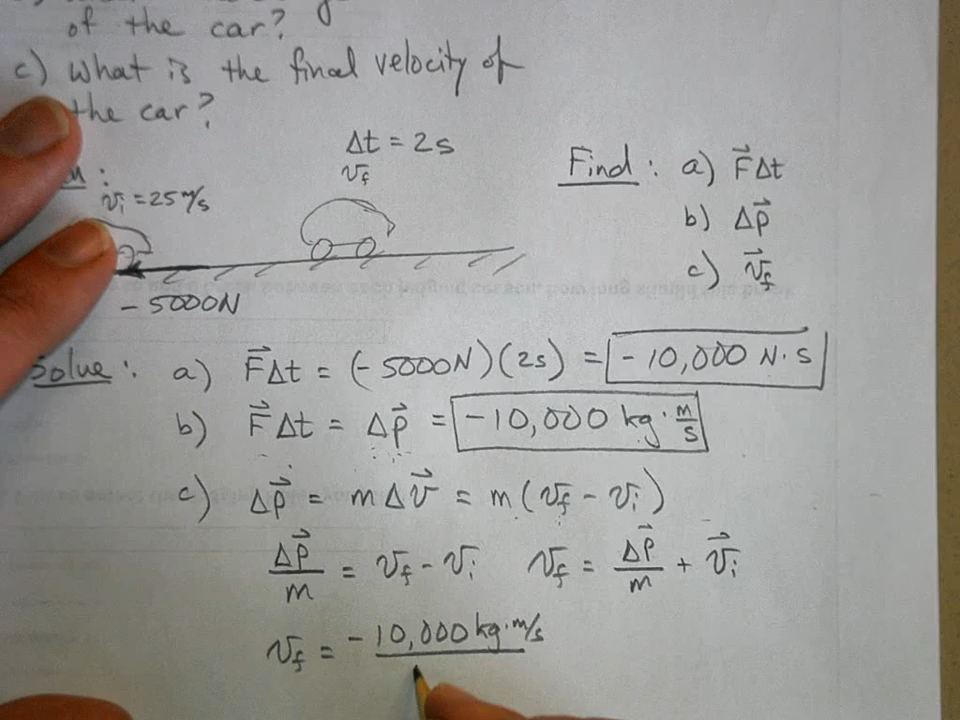 of the car?
c) What is the final velocity of
the car?
Δt = 2s
v_f
v_i = 25 m/s
- 5000N
Find: a) F⃗Δt
b) Δp⃗
c) v⃗_f
Solve: a) F⃗Δt = (- 5000N)(2s) = -10,000 N·s
b) F⃗Δt = Δp⃗ = -10,000 kg·m/s
c) Δp⃗ = mΔv⃗ = m(v_f - v_i)
Δp⃗/m = v_f - v_i v_f = Δp⃗/m + v⃗_i
v_f = -10,000 kg·m/s